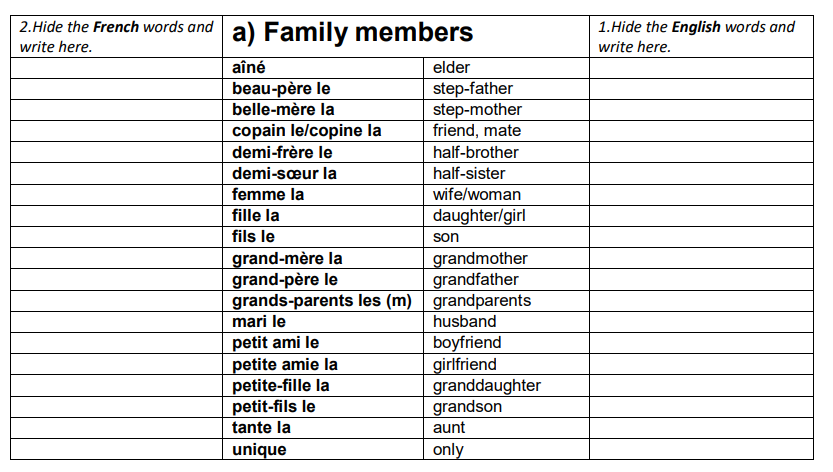 2.Hide the French words and
write here.
a) Family members
1.Hide the English words and
write here.
aîné elder
beau-père le step-father
belle-mère la step-mother
copain le/copine la friend, mate
demi-frère le half-brother
demi-sœur la half-sister
femme la wife/woman
fille la daughter/girl
fils le son
grand-mère la grandmother
grand-père le grandfather
grands-parents les (m) grandparents
mari le husband
petit ami le boyfriend
petite amie la girlfriend
petite-fille la granddaughter
petit-fils le grandson
tante la aunt
unique only